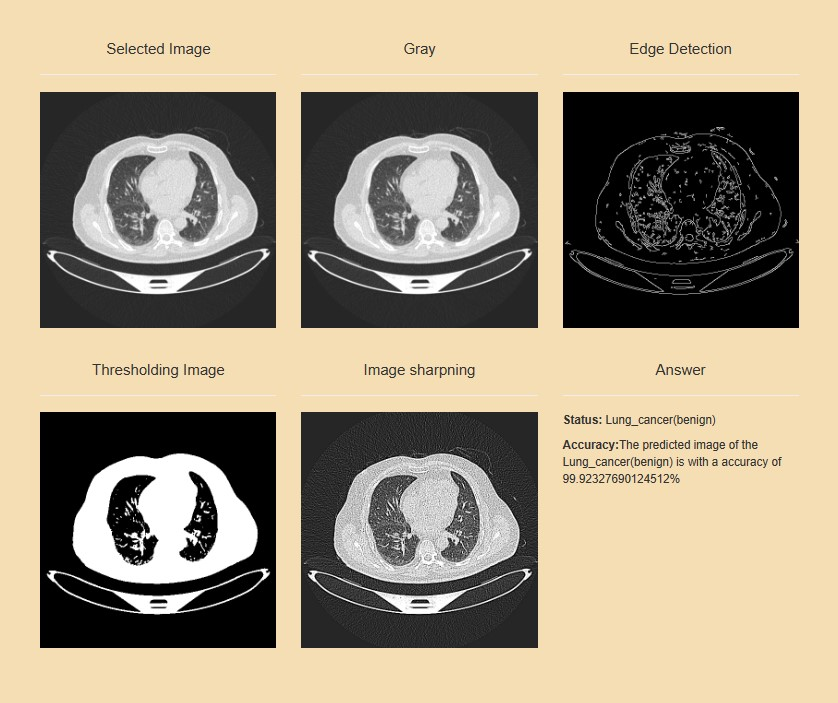 Selected Image
Gray
Edge Detection
Thresholding Image
Image sharpning
Answer
Status: Lung_cancer(benign)
Accuracy:The predicted image of the
Lung_cancer(benign) is with a accuracy of
99.92327690124512%